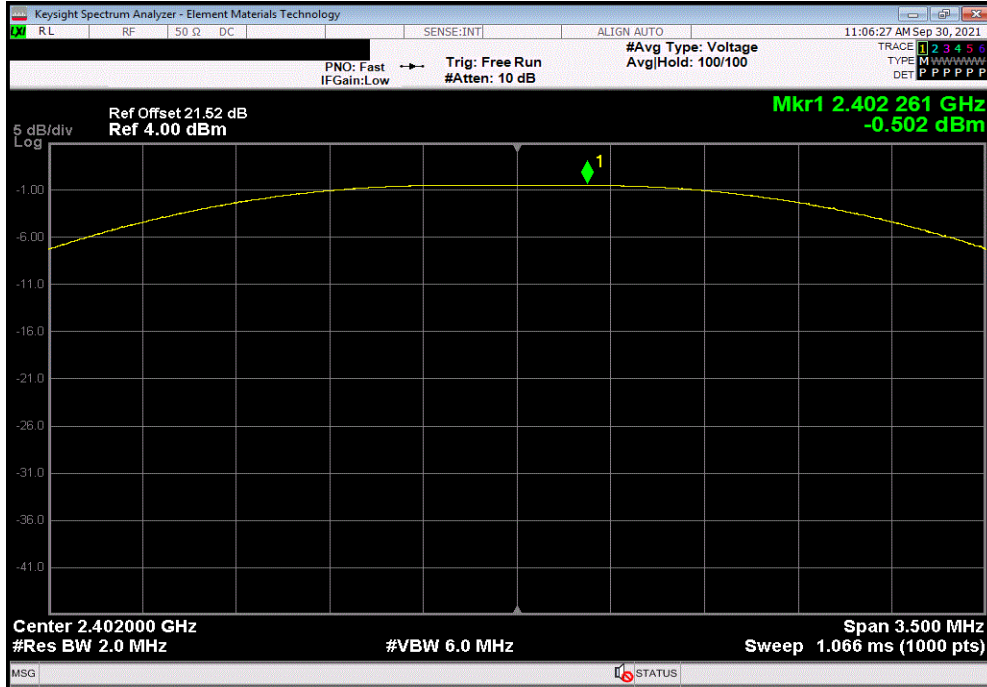 Keysight Spectrum Analyzer - Element Materials Technology
LXI RL RF 50 Ω DC SENSE:INT ALIGN AUTO 11:06:27 AM Sep 30, 2021
#Avg Type: Voltage TRACE 1 2 3 4 5 6
PNO: Fast Trig: Free Run Avg|Hold: 100/100 TYPE M WWWWW
IFGain:Low #Atten: 10 dB DET P P P P P P
Mkr1 2.402 261 GHz
-0.502 dBm
Ref Offset 21.52 dB
5 dB/div Ref 4.00 dBm
Log
1
-1.00
-6.00
-11.0
-16.0
-21.0
-26.0
-31.0
-36.0
-41.0
Center 2.402000 GHz Span 3.500 MHz
#Res BW 2.0 MHz #VBW 6.0 MHz Sweep 1.066 ms (1000 pts)
MSG STATUS